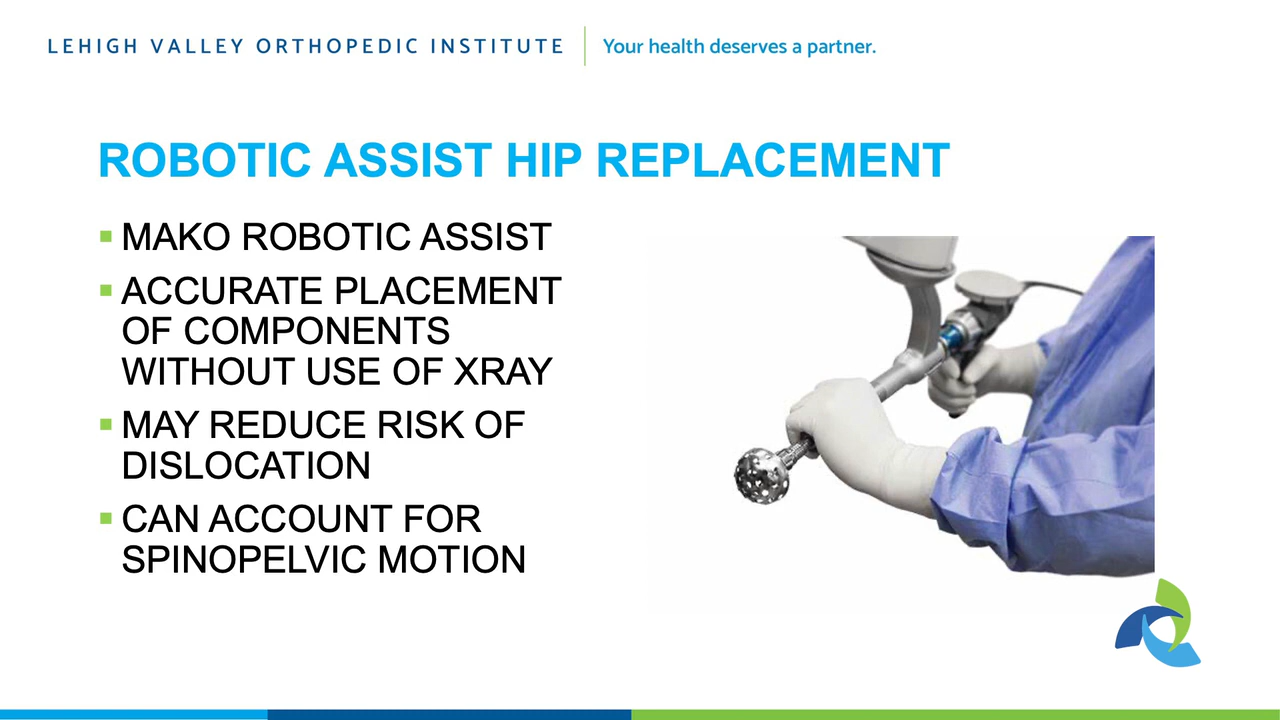 LEHIGH VALLEY ORTHOPEDIC INSTITUTE
Your health deserves a partner.
ROBOTIC ASSIST HIP REPLACEMENT
▪ MAKO ROBOTIC ASSIST
▪ ACCURATE PLACEMENT
OF COMPONENTS
WITHOUT USE OF XRAY
▪ MAY REDUCE RISK OF
DISLOCATION
▪ CAN ACCOUNT FOR
SPINOPELVIC MOTION